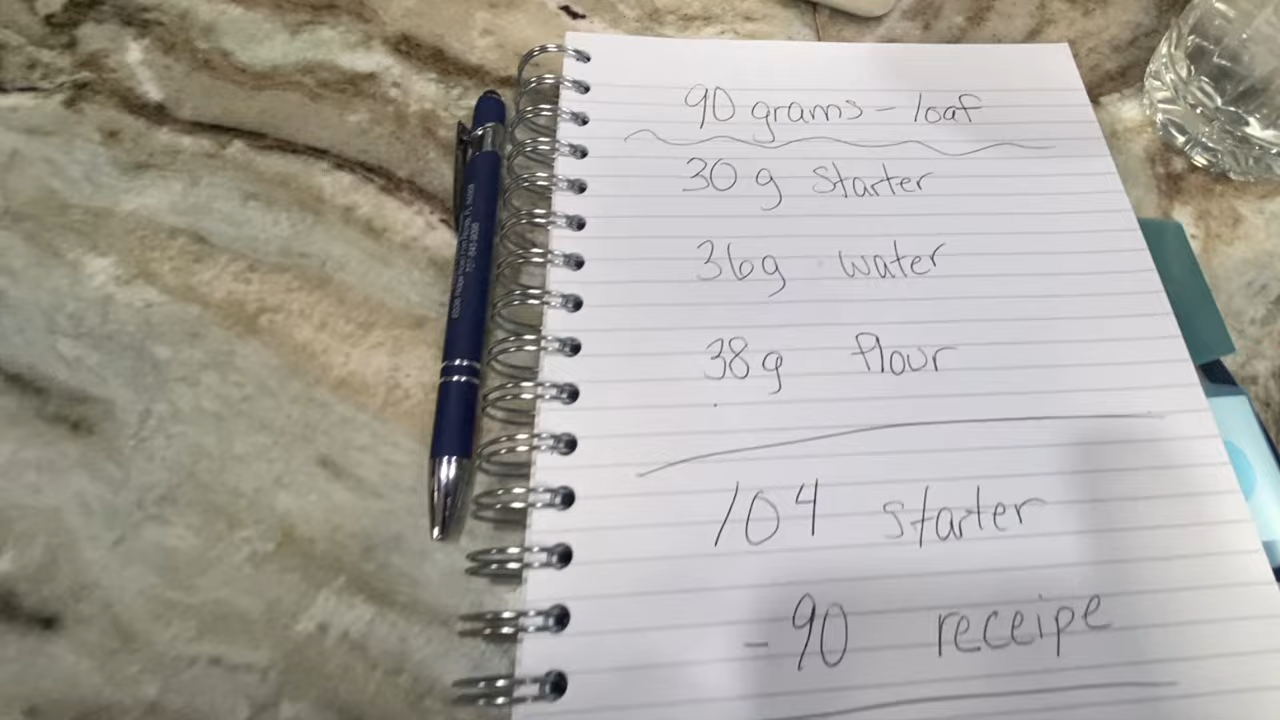 90 grams - loaf
30 g starter
36g water
38g flour
104 starter
- 90 receipe